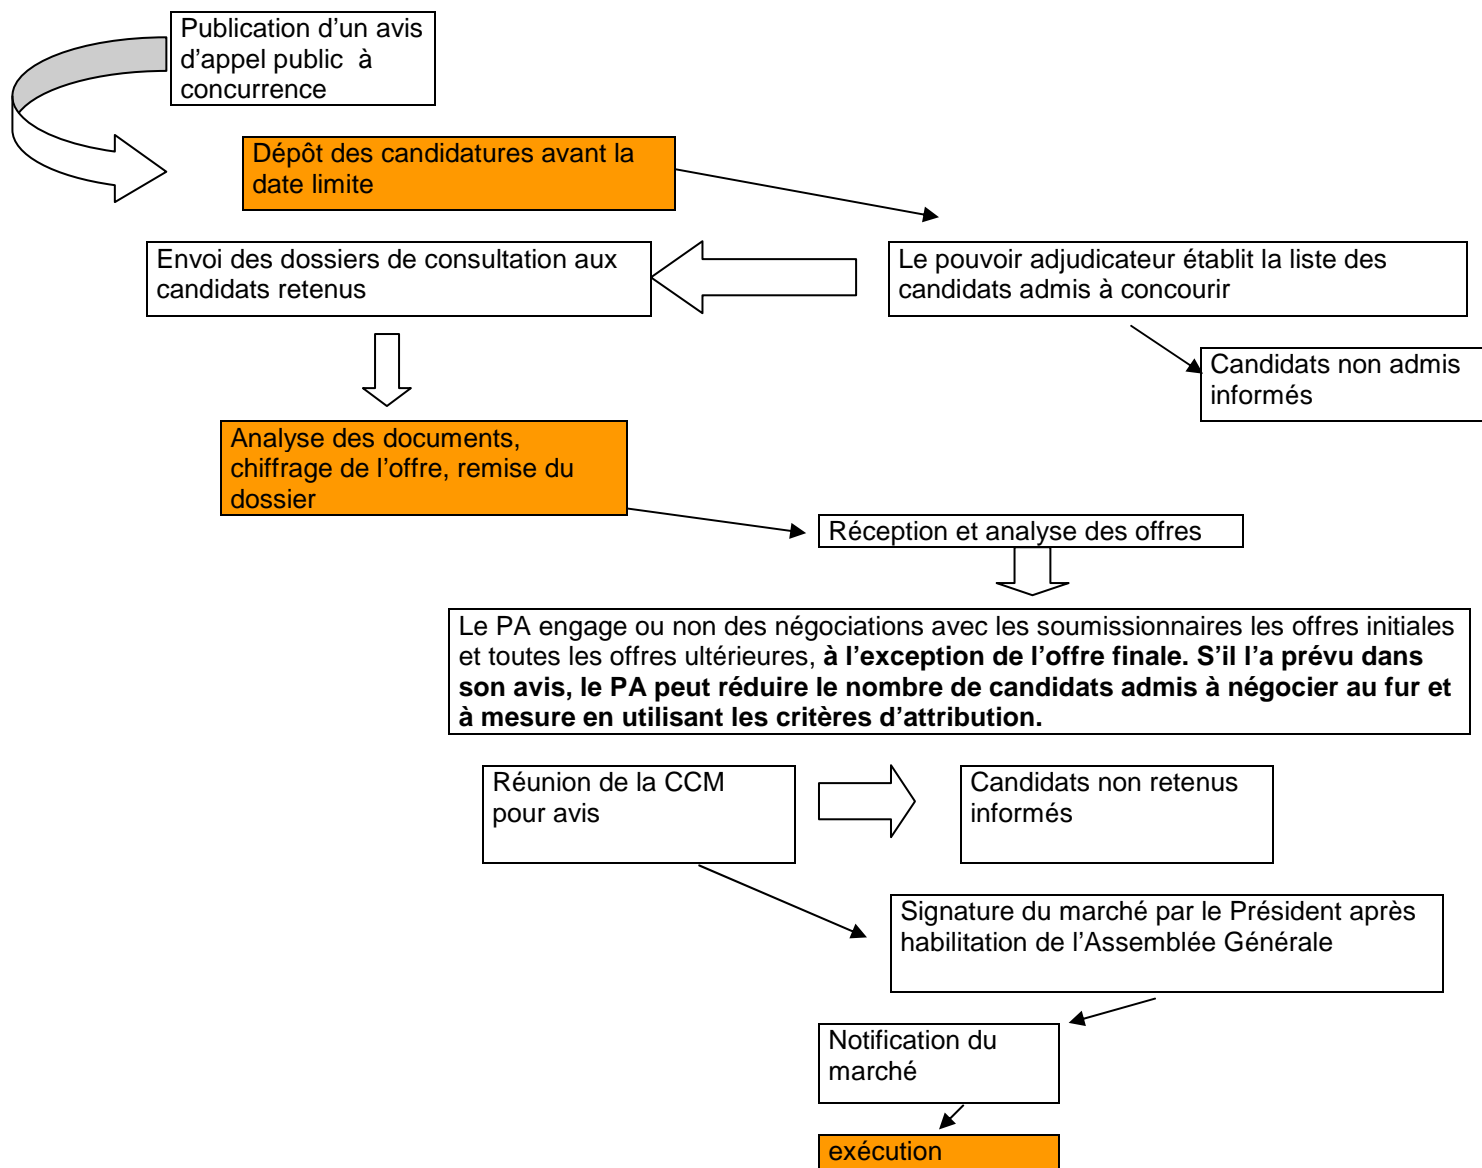 Publication d’un avis
d’appel public à
concurrence
Dépôt des candidatures avant la
date limite
Envoi des dossiers de consultation aux
candidats retenus
Le pouvoir adjudicateur établit la liste des
candidats admis à concourir
Candidats non admis
informés
Analyse des documents,
chiffrage de l’offre, remise du
dossier
Réception et analyse des offres
Le PA engage ou non des négociations avec les soumissionnaires les offres initiales
et toutes les offres ultérieures, à l’exception de l’offre finale. S’il l’a prévu dans
son avis, le PA peut réduire le nombre de candidats admis à négocier au fur et
à mesure en utilisant les critères d’attribution.
Réunion de la CCM
pour avis
Candidats non retenus
informés
Signature du marché par le Président après
habilitation de l’Assemblée Générale
Notification du
marché
exécution